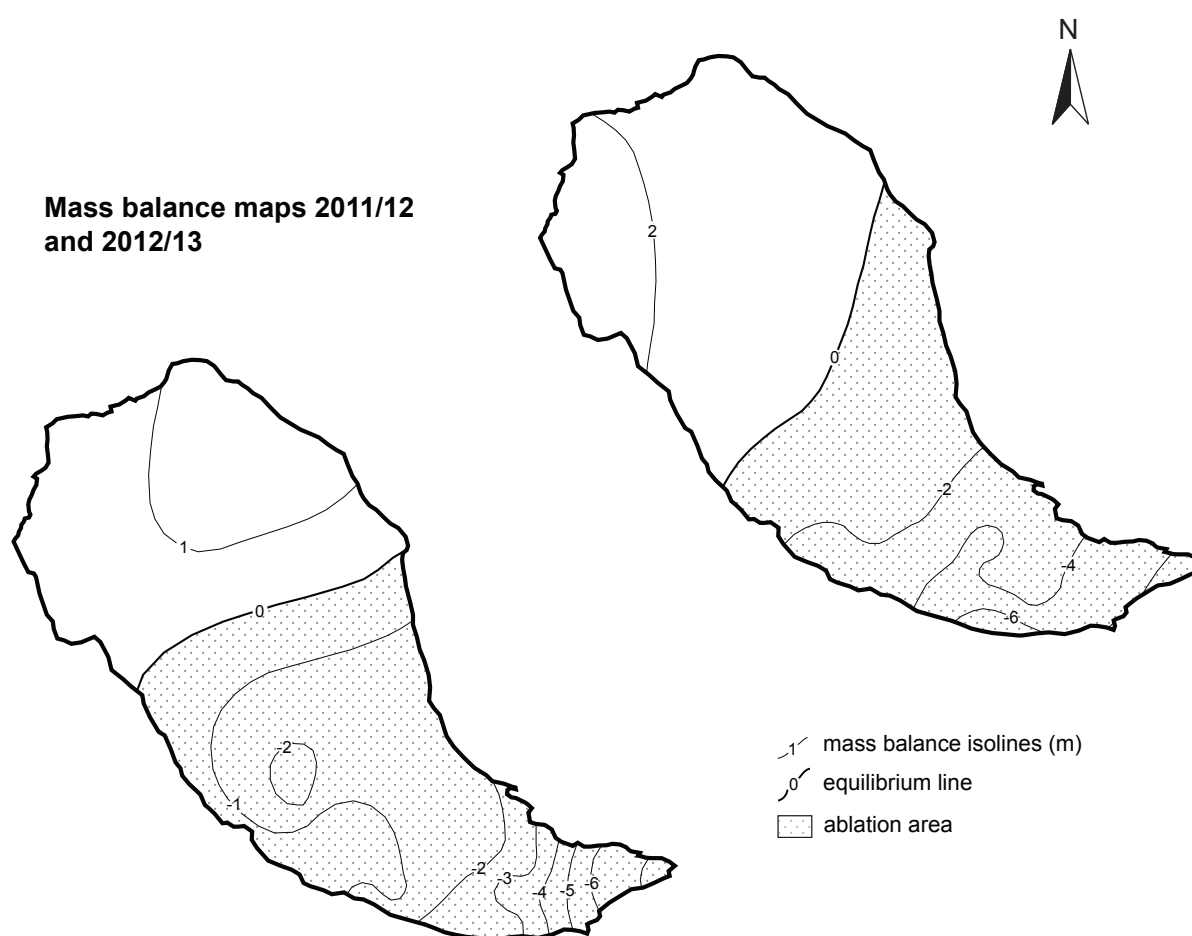 N
Mass balance maps 2011/12
and 2012/13
2
0
-2
-4
-6
1
0
-2
-1
-2
-3
-4
-5
-6
1 mass balance isolines (m)
0 equilibrium line
ablation area